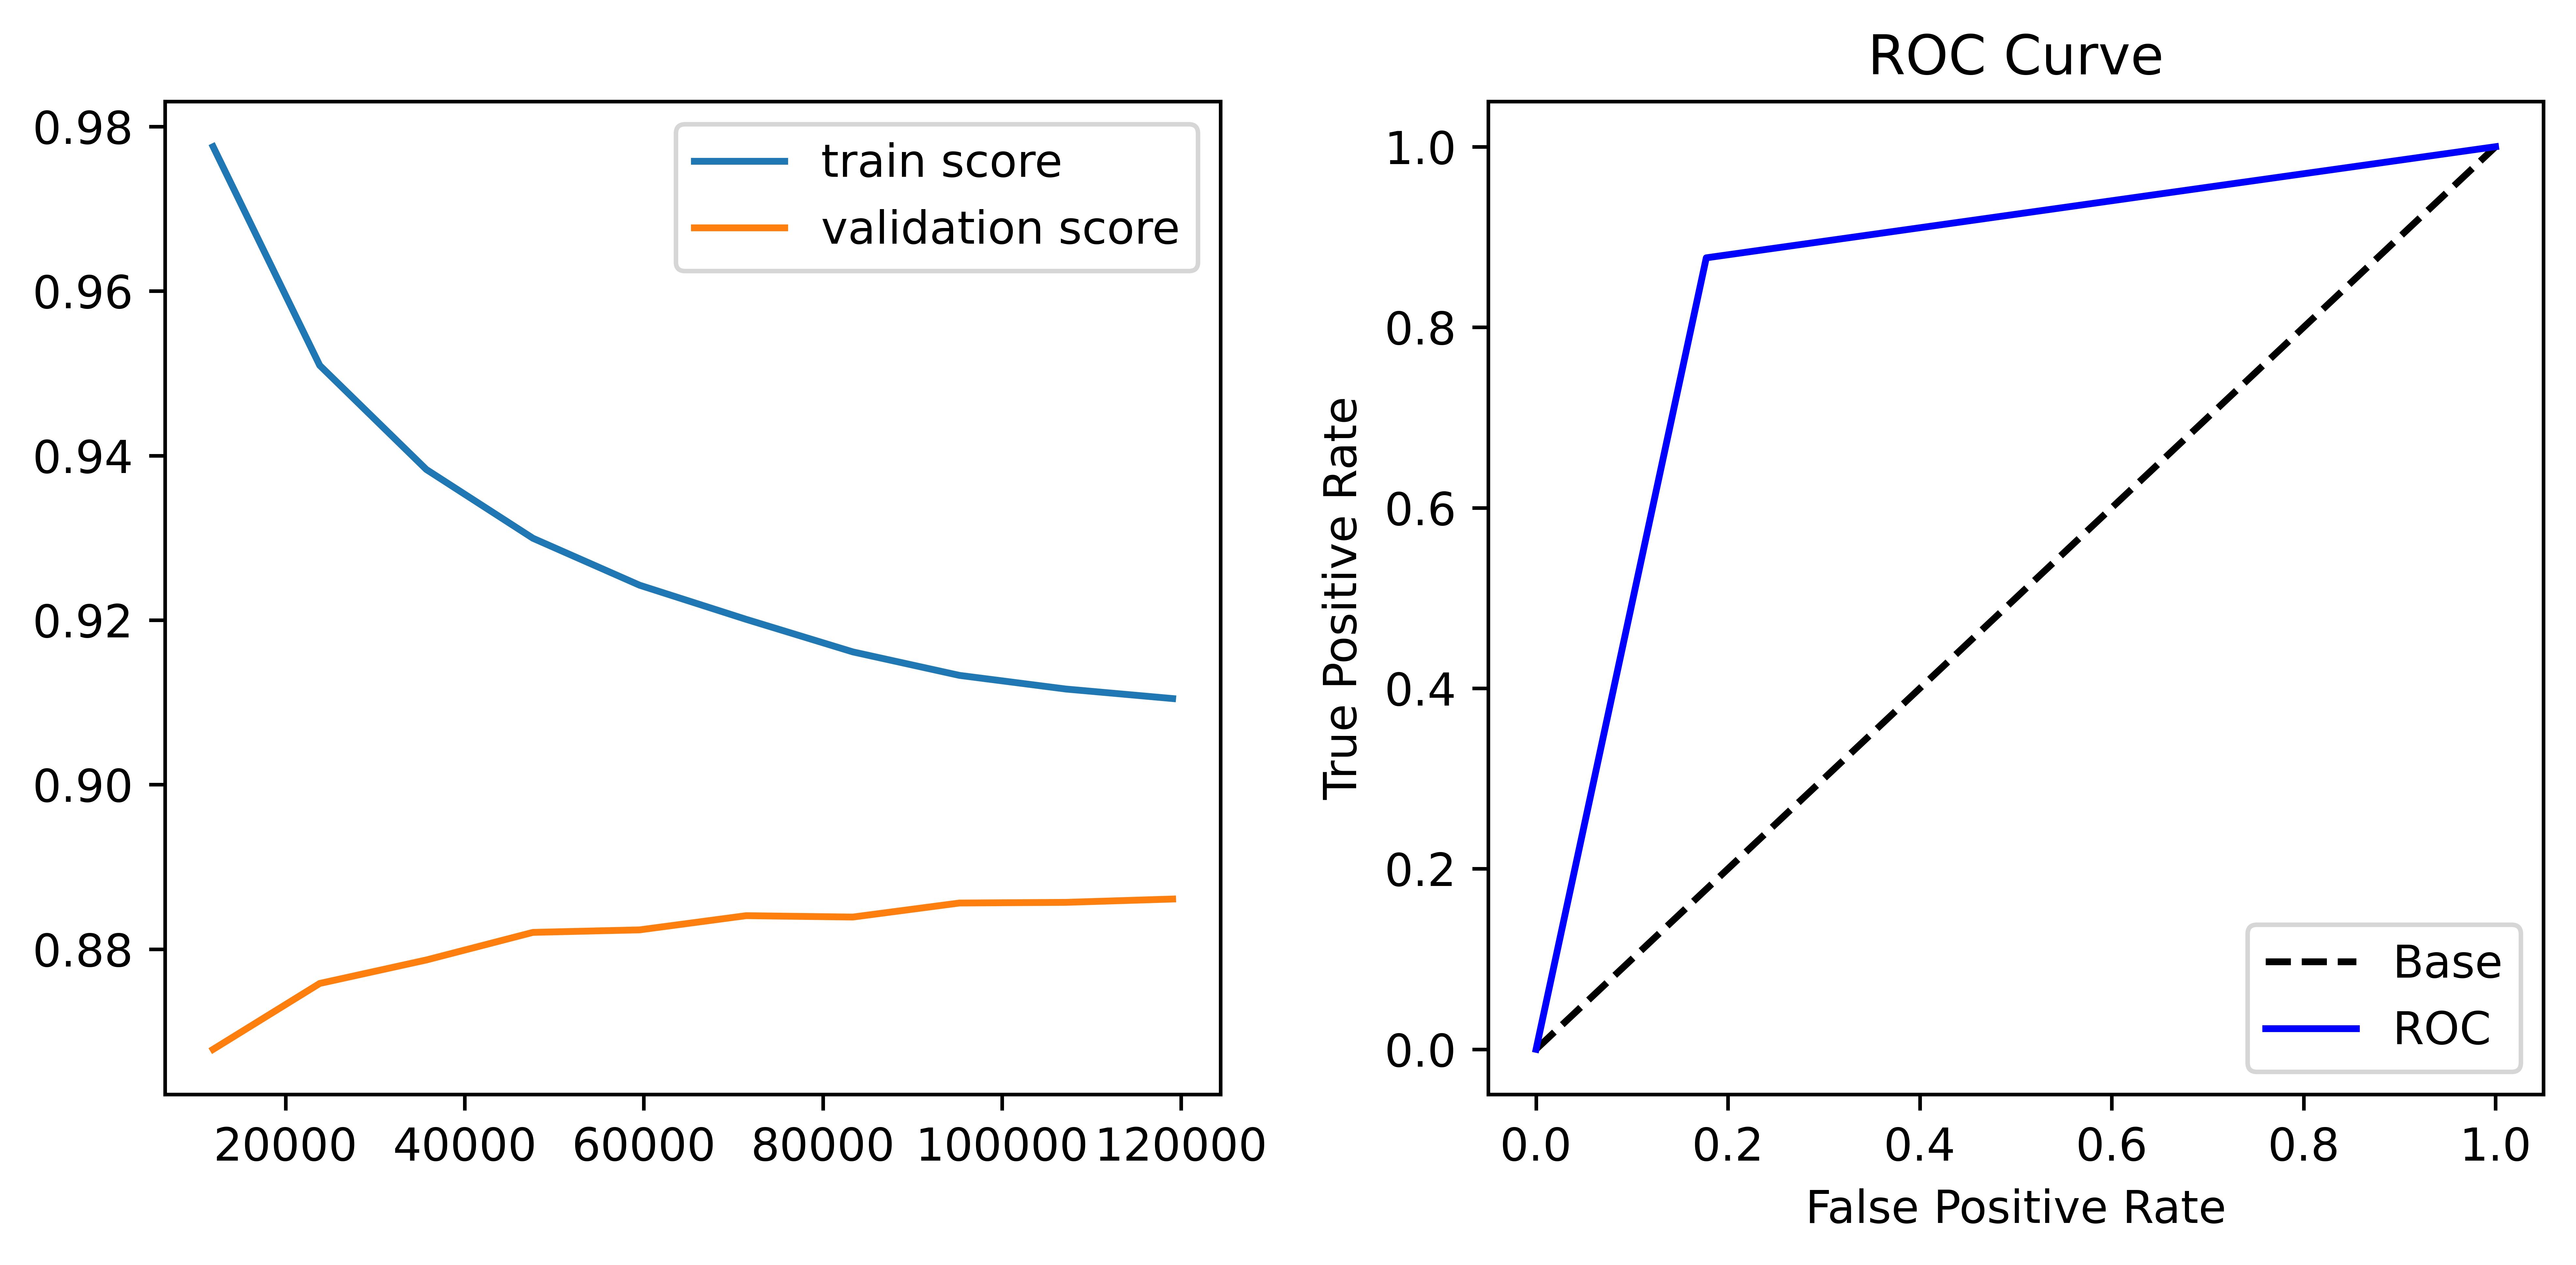 0.98
0.96
0.94
0.92
0.90
0.88
20000 40000 60000 80000 100000 120000
train score
validation score
ROC Curve
True Positive Rate
1.0
0.8
0.6
0.4
0.2
0.0
0.0 0.2 0.4 0.6 0.8 1.0
False Positive Rate
Base
ROC